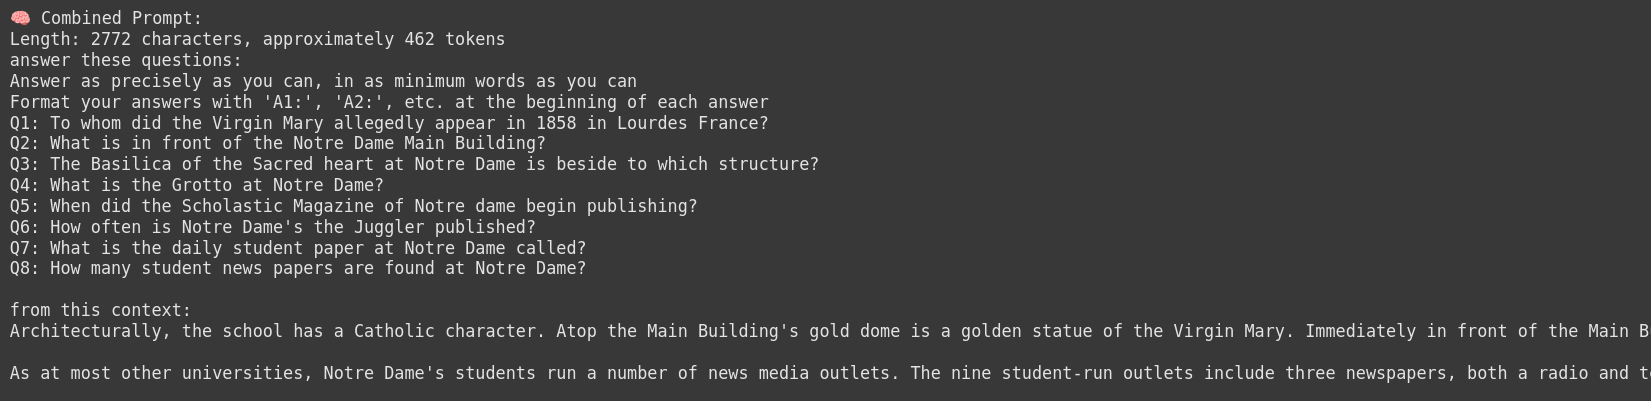 🧠 Combined Prompt:
Length: 2772 characters, approximately 462 tokens
answer these questions:
Answer as precisely as you can, in as minimum words as you can
Format your answers with 'A1:', 'A2:', etc. at the beginning of each answer
Q1: To whom did the Virgin Mary allegedly appear in 1858 in Lourdes France?
Q2: What is in front of the Notre Dame Main Building?
Q3: The Basilica of the Sacred heart at Notre Dame is beside to which structure?
Q4: What is the Grotto at Notre Dame?
Q5: When did the Scholastic Magazine of Notre dame begin publishing?
Q6: How often is Notre Dame's the Juggler published?
Q7: What is the daily student paper at Notre Dame called?
Q8: How many student news papers are found at Notre Dame?
from this context:
Architecturally, the school has a Catholic character. Atop the Main Building's gold dome is a golden statue of the Virgin Mary. Immediately in front of the Main
As at most other universities, Notre Dame's students run a number of news media outlets. The nine student-run outlets include three newspapers, both a radio and